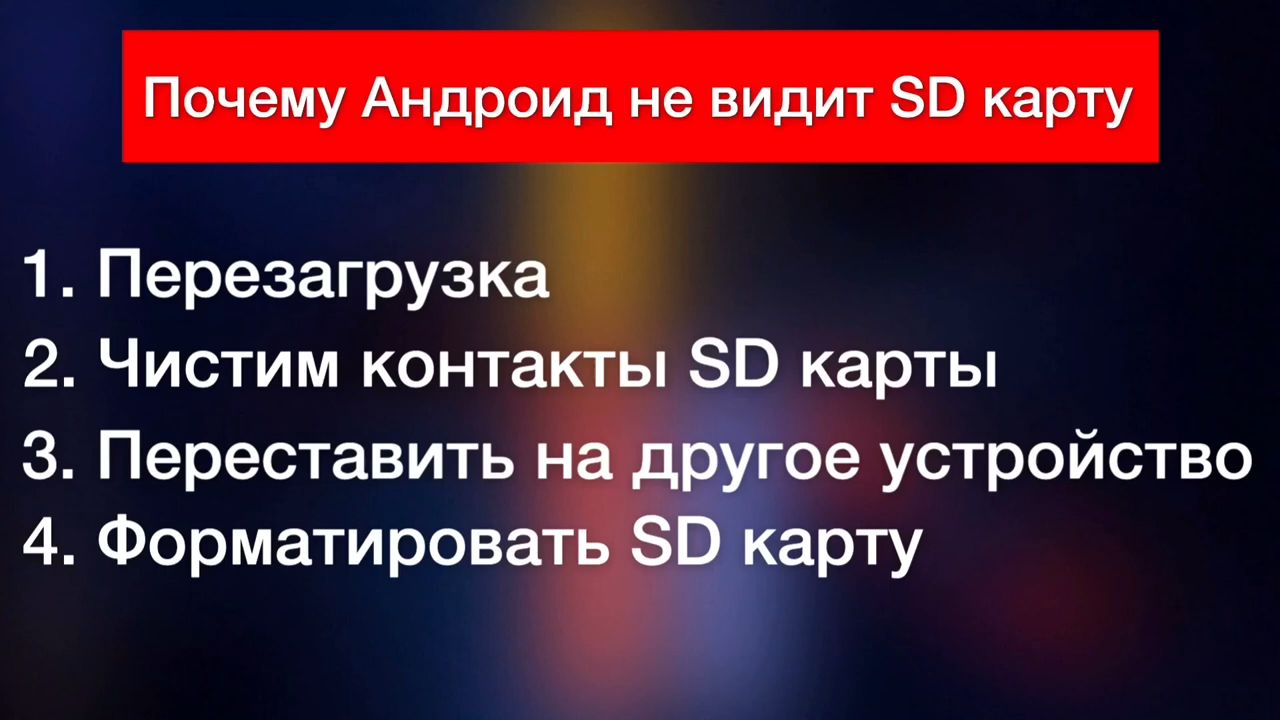 Почему Андроид не видит SD карту
1. Перезагрузка
2. Чистим контакты SD карты
3. Переставить на другое устройство
4. Форматировать SD карту